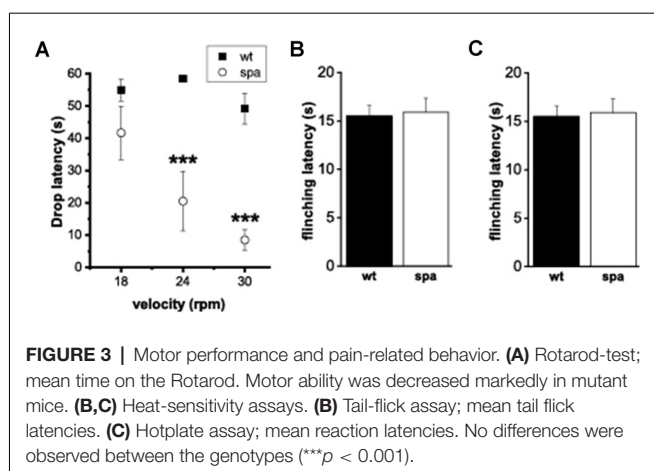 A
wt
spa
Drop latency (s)
60
50
40
30
20
10
0
***
***
18
24
30
velocity (rpm)
B
flinching latency (s)
20
15
10
5
0
wt
spa
C
flinching latency (s)
20
15
10
5
0
wt
spa
FIGURE 3 | Motor performance and pain-related behavior. (A) Rotarod-test;
mean time on the Rotarod. Motor ability was decreased markedly in mutant
mice. (B,C) Heat-sensitivity assays. (B) Tail-flick assay; mean tail flick
latencies. (C) Hotplate assay; mean reaction latencies. No differences were
observed between the genotypes (***p < 0.001).